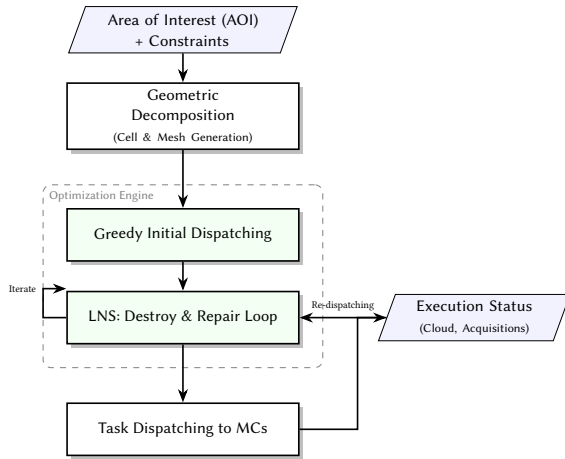 Area of Interest (AOI)
+ Constraints
Geometric
Decomposition
(Cell & Mesh Generation)
Optimization Engine
Greedy Initial Dispatching
Iterate
LNS: Destroy & Repair Loop
Re-dispatching
Execution Status
(Cloud, Acquisitions)
Task Dispatching to MCs